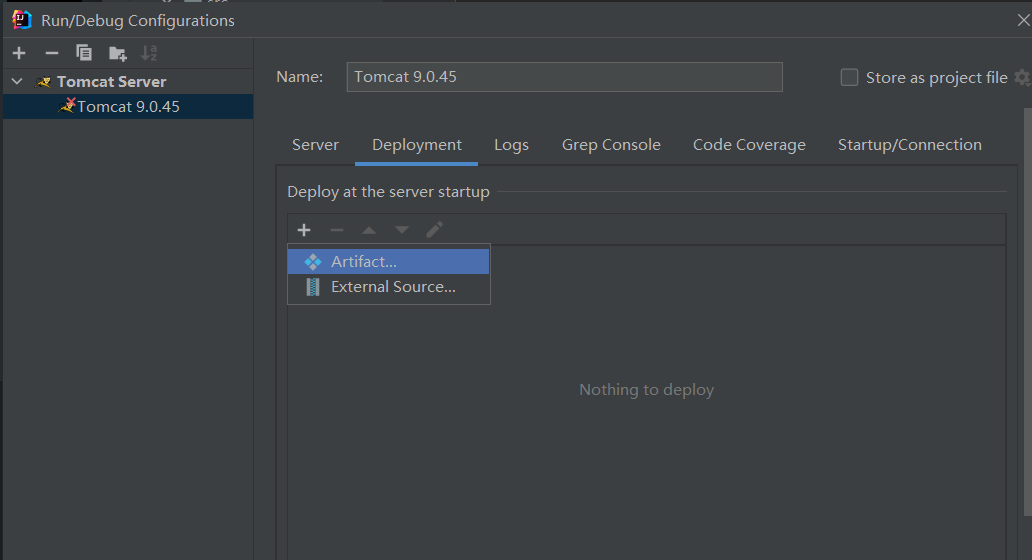 Run/Debug Configurations
Tomcat Server
Tomcat 9.0.45
Name: Tomcat 9.0.45 Store as project file
Server Deployment Logs Grep Console Code Coverage Startup/Connection
Deploy at the server startup
Artifact...
External Source...
Nothing to deploy